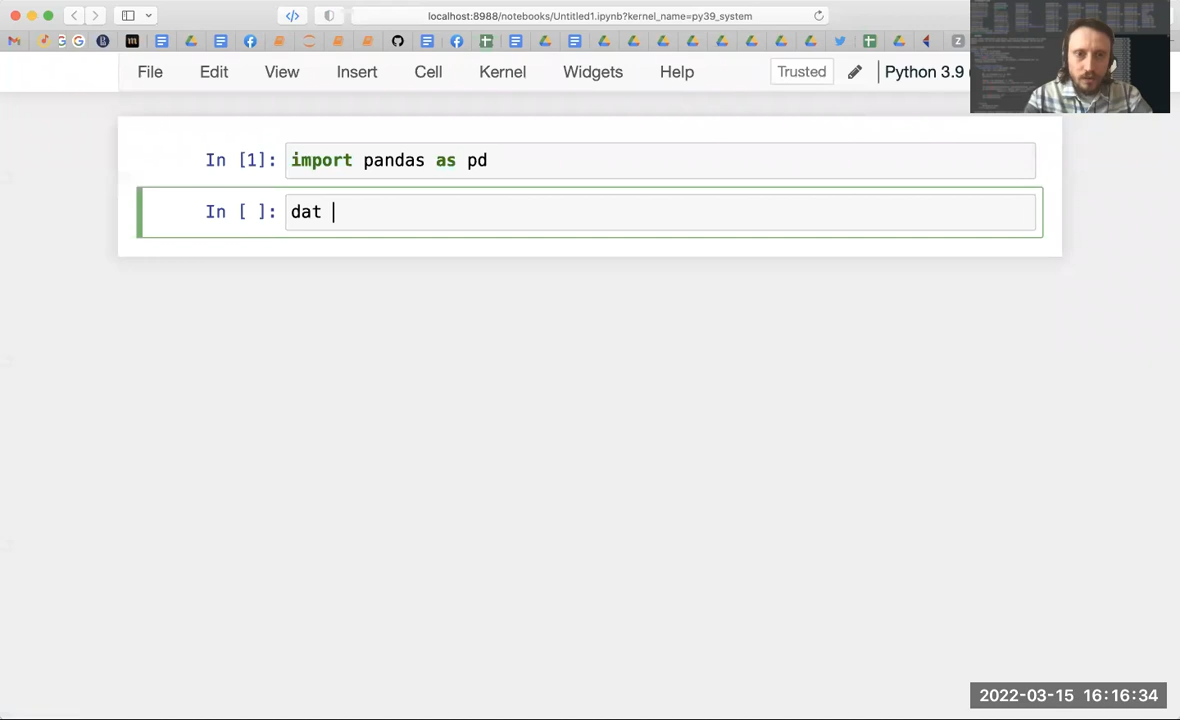 localhost:8988/notebooks/Untitled1.ipynb?kernel_name=py39_system
File Edit View Insert Cell Kernel Widgets Help Trusted Python 3.9
In [1]: import pandas as pd
In [ ]: dat
2022-03-15 16:16:34